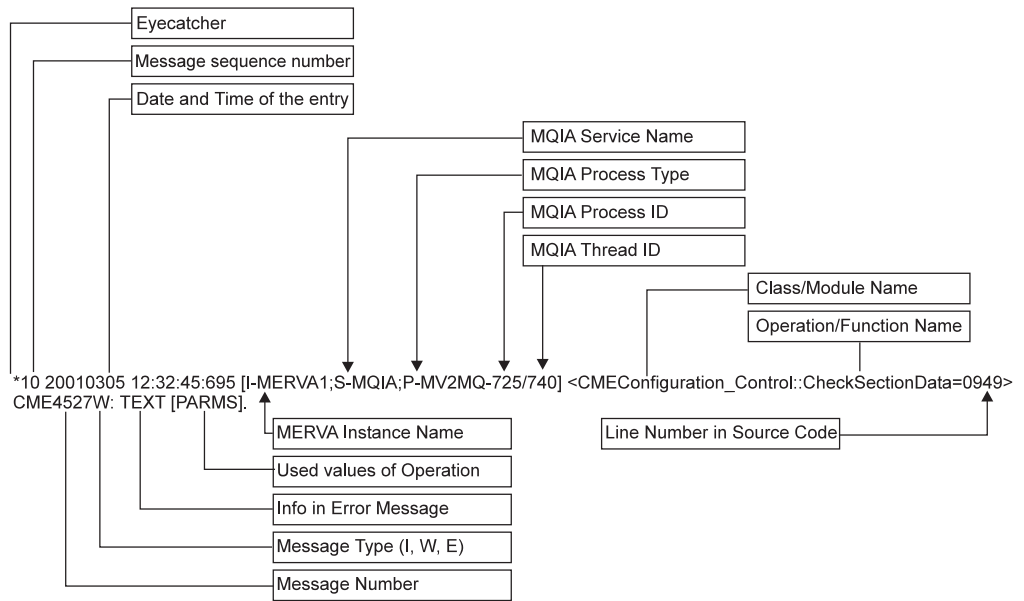 Eyecatcher
Message sequence number
Date and Time of the entry
MQIA Service Name
MQIA Process Type
MQIA Process ID
MQIA Thread ID
Class/Module Name
Operation/Function Name
*10 20010305 12:32:45:695 [I-MERVA1;S-MQIA;P-MV2MQ-725/740] <CMEConfiguration_Control::CheckSectionData=0949>
CME4527W: TEXT [PARMS].
MERVA Instance Name
Line Number in Source Code
Used values of Operation
Info in Error Message
Message Type (I, W, E)
Message Number